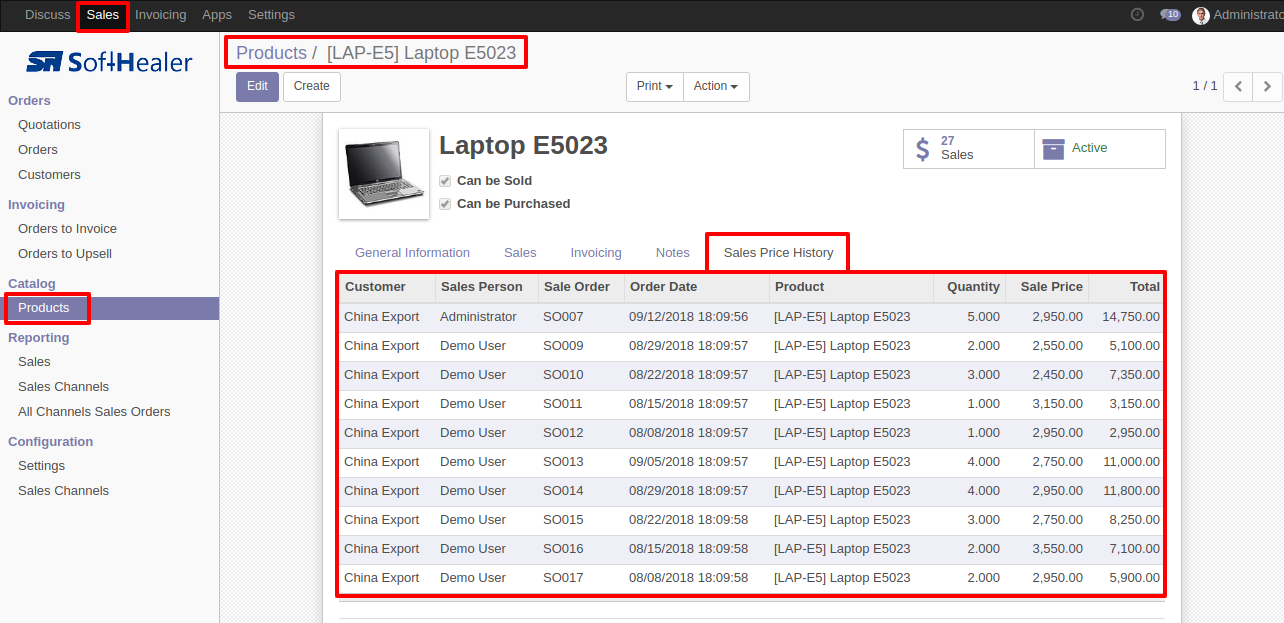 Discuss Sales Invoicing Apps Settings 10 Administrato
SoftHealer
Products / [LAP-E5] Laptop E5023
Edit Create Print Action 1 / 1
Orders
Quotations
Orders
Customers
Invoicing
Orders to Invoice
Orders to Upsell
Catalog
Products
Reporting
Sales
Sales Channels
All Channels Sales Orders
Configuration
Settings
Sales Channels
Laptop E5023
Can be Sold
Can be Purchased
27
Sales
Active
General Information Sales Invoicing Notes Sales Price History
Customer Sales Person Sale Order Order Date Product Quantity Sale Price Total
China Export Administrator SO007 09/12/2018 18:09:56 [LAP-E5] Laptop E5023 5.000 2,950.00 14,750.00
China Export Demo User SO009 08/29/2018 18:09:57 [LAP-E5] Laptop E5023 2.000 2,550.00 5,100.00
China Export Demo User SO010 08/22/2018 18:09:57 [LAP-E5] Laptop E5023 3.000 2,450.00 7,350.00
China Export Demo User SO011 08/15/2018 18:09:57 [LAP-E5] Laptop E5023 1.000 3,150.00 3,150.00
China Export Demo User SO012 08/08/2018 18:09:57 [LAP-E5] Laptop E5023 1.000 2,950.00 2,950.00
China Export Demo User SO013 09/05/2018 18:09:57 [LAP-E5] Laptop E5023 4.000 2,750.00 11,000.00
China Export Demo User SO014 08/29/2018 18:09:57 [LAP-E5] Laptop E5023 4.000 2,950.00 11,800.00
China Export Demo User SO015 08/22/2018 18:09:58 [LAP-E5] Laptop E5023 3.000 2,750.00 8,250.00
China Export Demo User SO016 08/15/2018 18:09:58 [LAP-E5] Laptop E5023 2.000 3,550.00 7,100.00
China Export Demo User SO017 08/08/2018 18:09:58 [LAP-E5] Laptop E5023 2.000 2,950.00 5,900.00